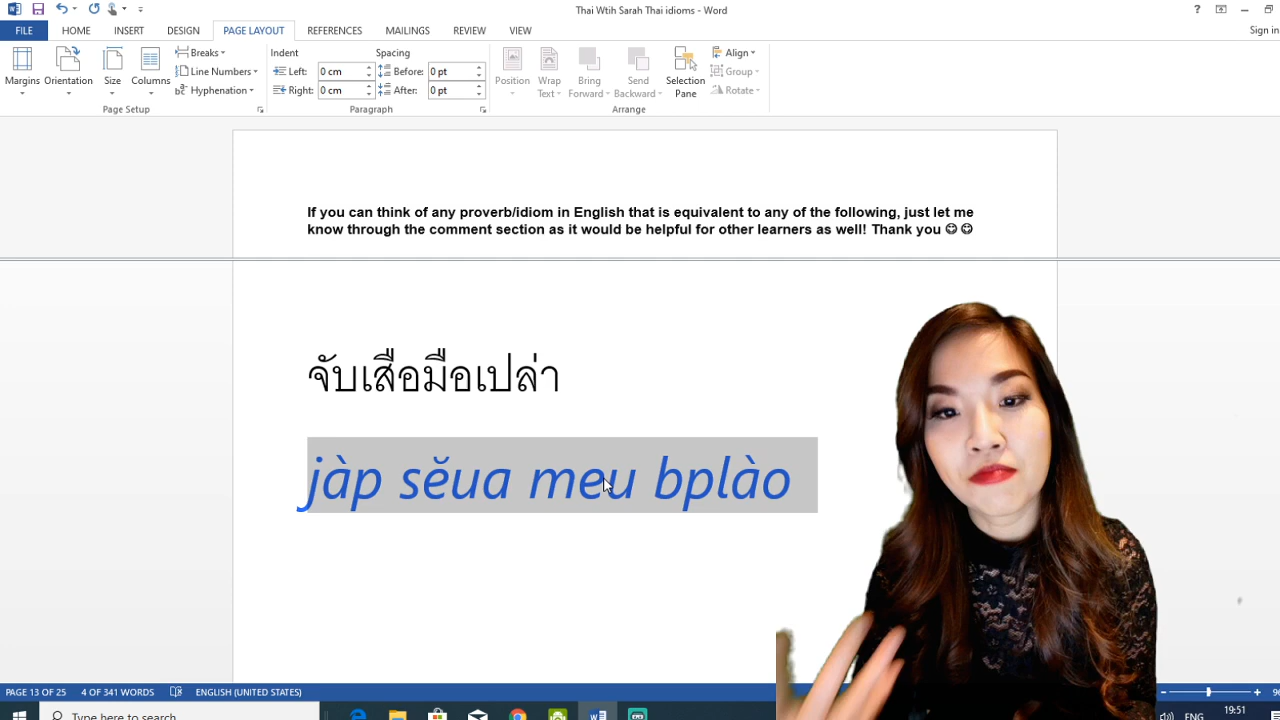 Thai Wtih Sarah Thai idioms - Word
Sign in
FILE HOME INSERT DESIGN PAGE LAYOUT REFERENCES MAILINGS REVIEW VIEW
Margins Orientation Size Columns
Breaks
Line Numbers
Hyphenation
Page Setup
Indent Spacing
Left: 0 cm Before: 0 pt
Right: 0 cm After: 0 pt
Paragraph
Position Wrap Text Bring Forward Send Backward Selection Pane
Align
Group
Rotate
Arrange
If you can think of any proverb/idiom in English that is equivalent to any of the following, just let me
know through the comment section as it would be helpful for other learners as well! Thank you 😊 😊
จับเสือมือเปล่า
jàp sĕua meu bplào
PAGE 13 OF 25 4 OF 341 WORDS ENGLISH (UNITED STATES)
Type here to search
ENG
19:51